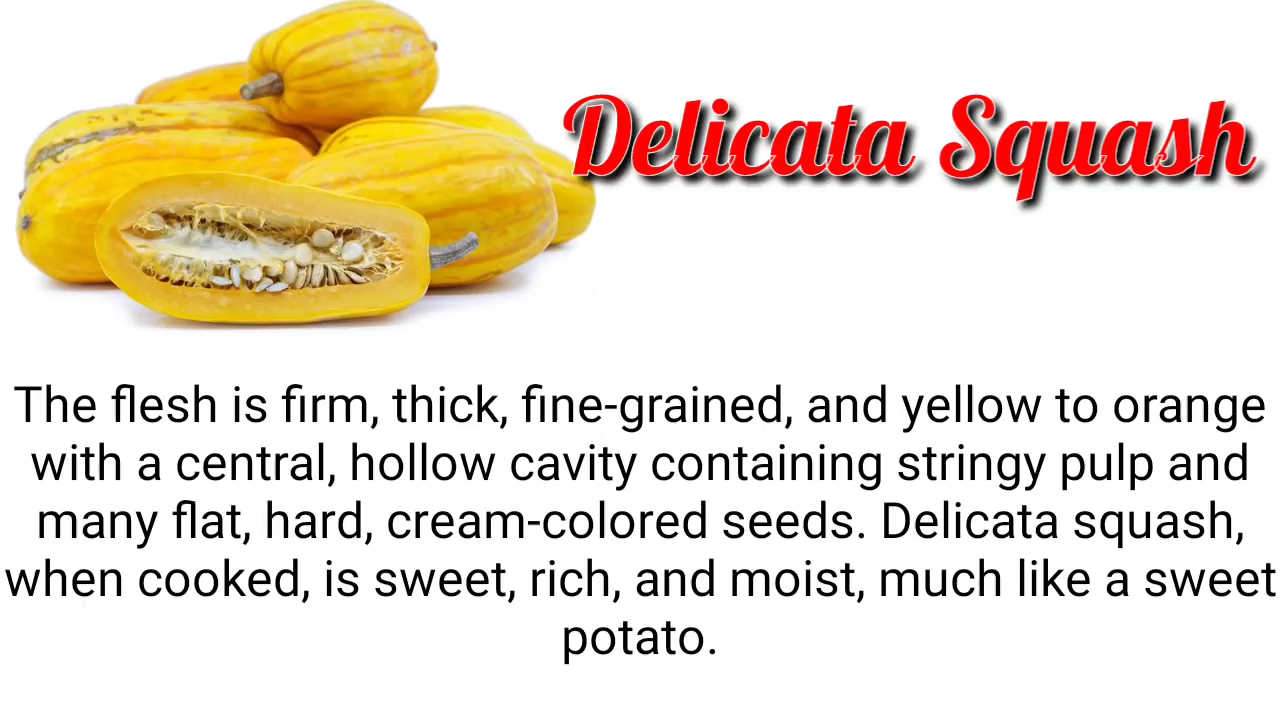 Delicata Squash
The flesh is firm, thick, fine-grained, and yellow to orange
with a central, hollow cavity containing stringy pulp and
many flat, hard, cream-colored seeds. Delicata squash,
when cooked, is sweet, rich, and moist, much like a sweet
potato.